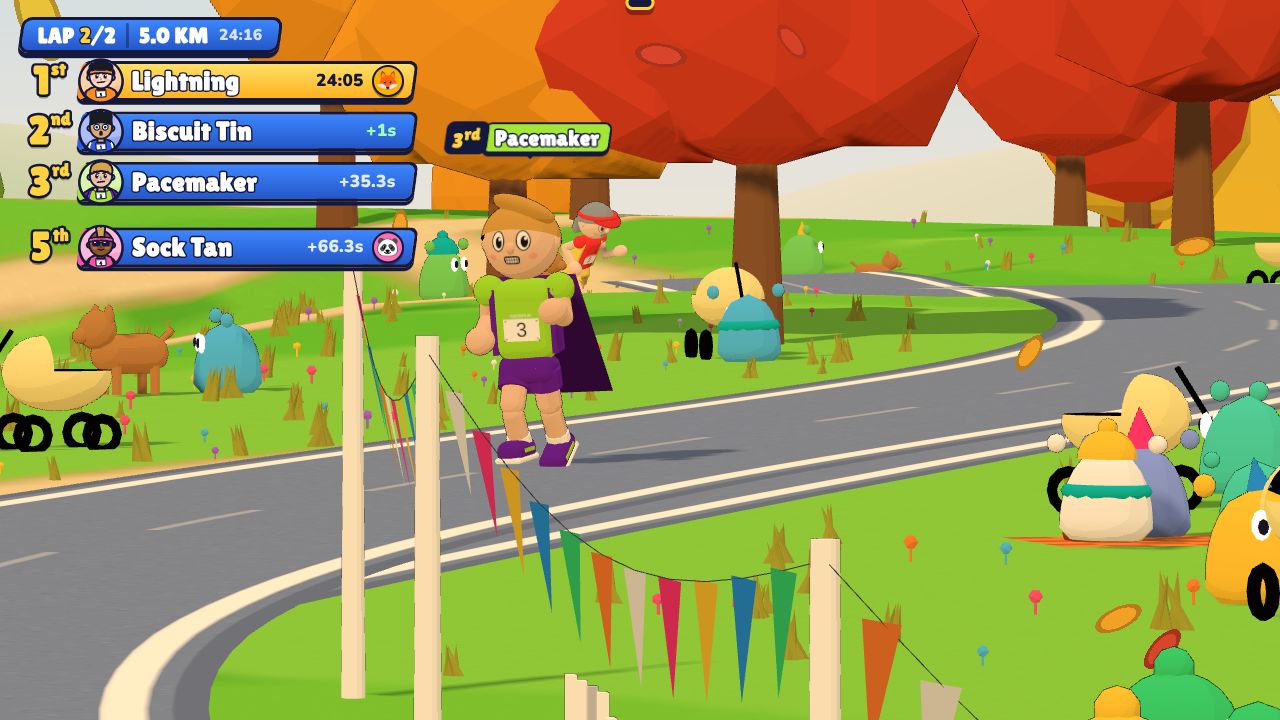 LAP 2/2 5.0 KM 24:16
1st Lightning 24:05
2nd Biscuit Tin +1s
3rd Pacemaker +35.3s
5th Sock Tan +66.3s
3rd Pacemaker
3